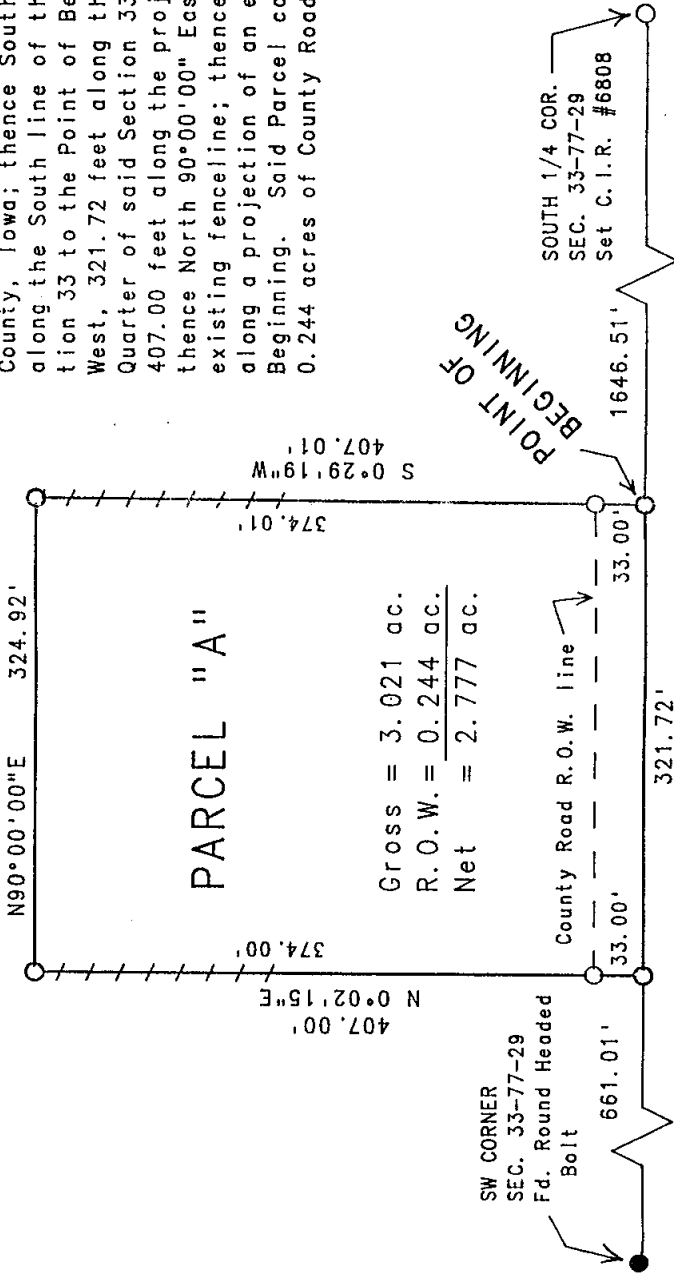 County, Iowa; thence South
along the South line of th
tion 33 to the Point of Be
West, 321.72 feet along th
Quarter of said Section 33
407.00 feet along the proj
thence North 90°00'00" Eas
existing fenceline; thence
along a projection of an e
Beginning. Said Parcel co
0.244 acres of County Road
N90°00'00"E 324.92'
PARCEL "A"
N 0°02'15"E
407.00'
374.00'
S 0°29'19"W
407.01'
374.01'
Gross = 3.021 ac.
R.O.W. = 0.244 ac.
Net = 2.777 ac.
County Road R.O.W. line
33.00'
33.00'
321.72'
POINT OF
BEGINNING
1646.51'
SOUTH 1/4 COR.
SEC. 33-77-29
Set C.I.R. #6808
SW CORNER
SEC. 33-77-29
Fd. Round Headed
Bolt
661.01'